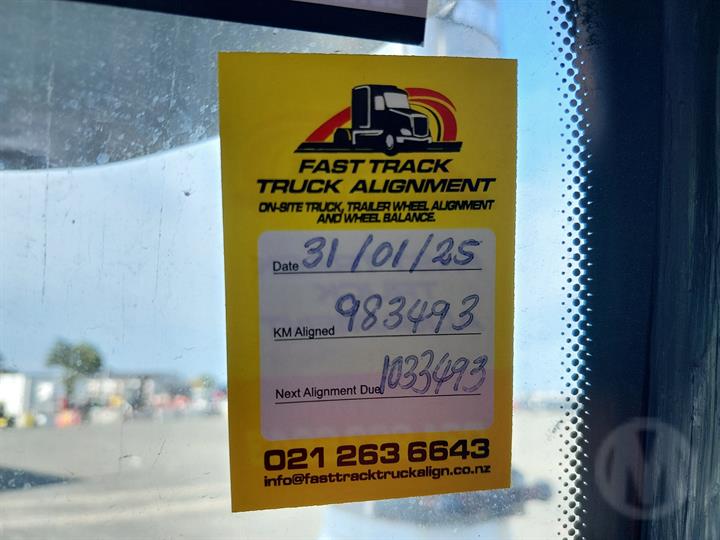 FAST TRACK
TRUCK ALIGNMENT
ON-SITE TRUCK, TRAILER WHEEL ALIGNMENT
AND WHEEL BALANCE.
Date 31/01/25
KM Aligned 983493
Next Alignment Due 1033493
021 263 6643
info@fasttracktruckalign.co.nz
M